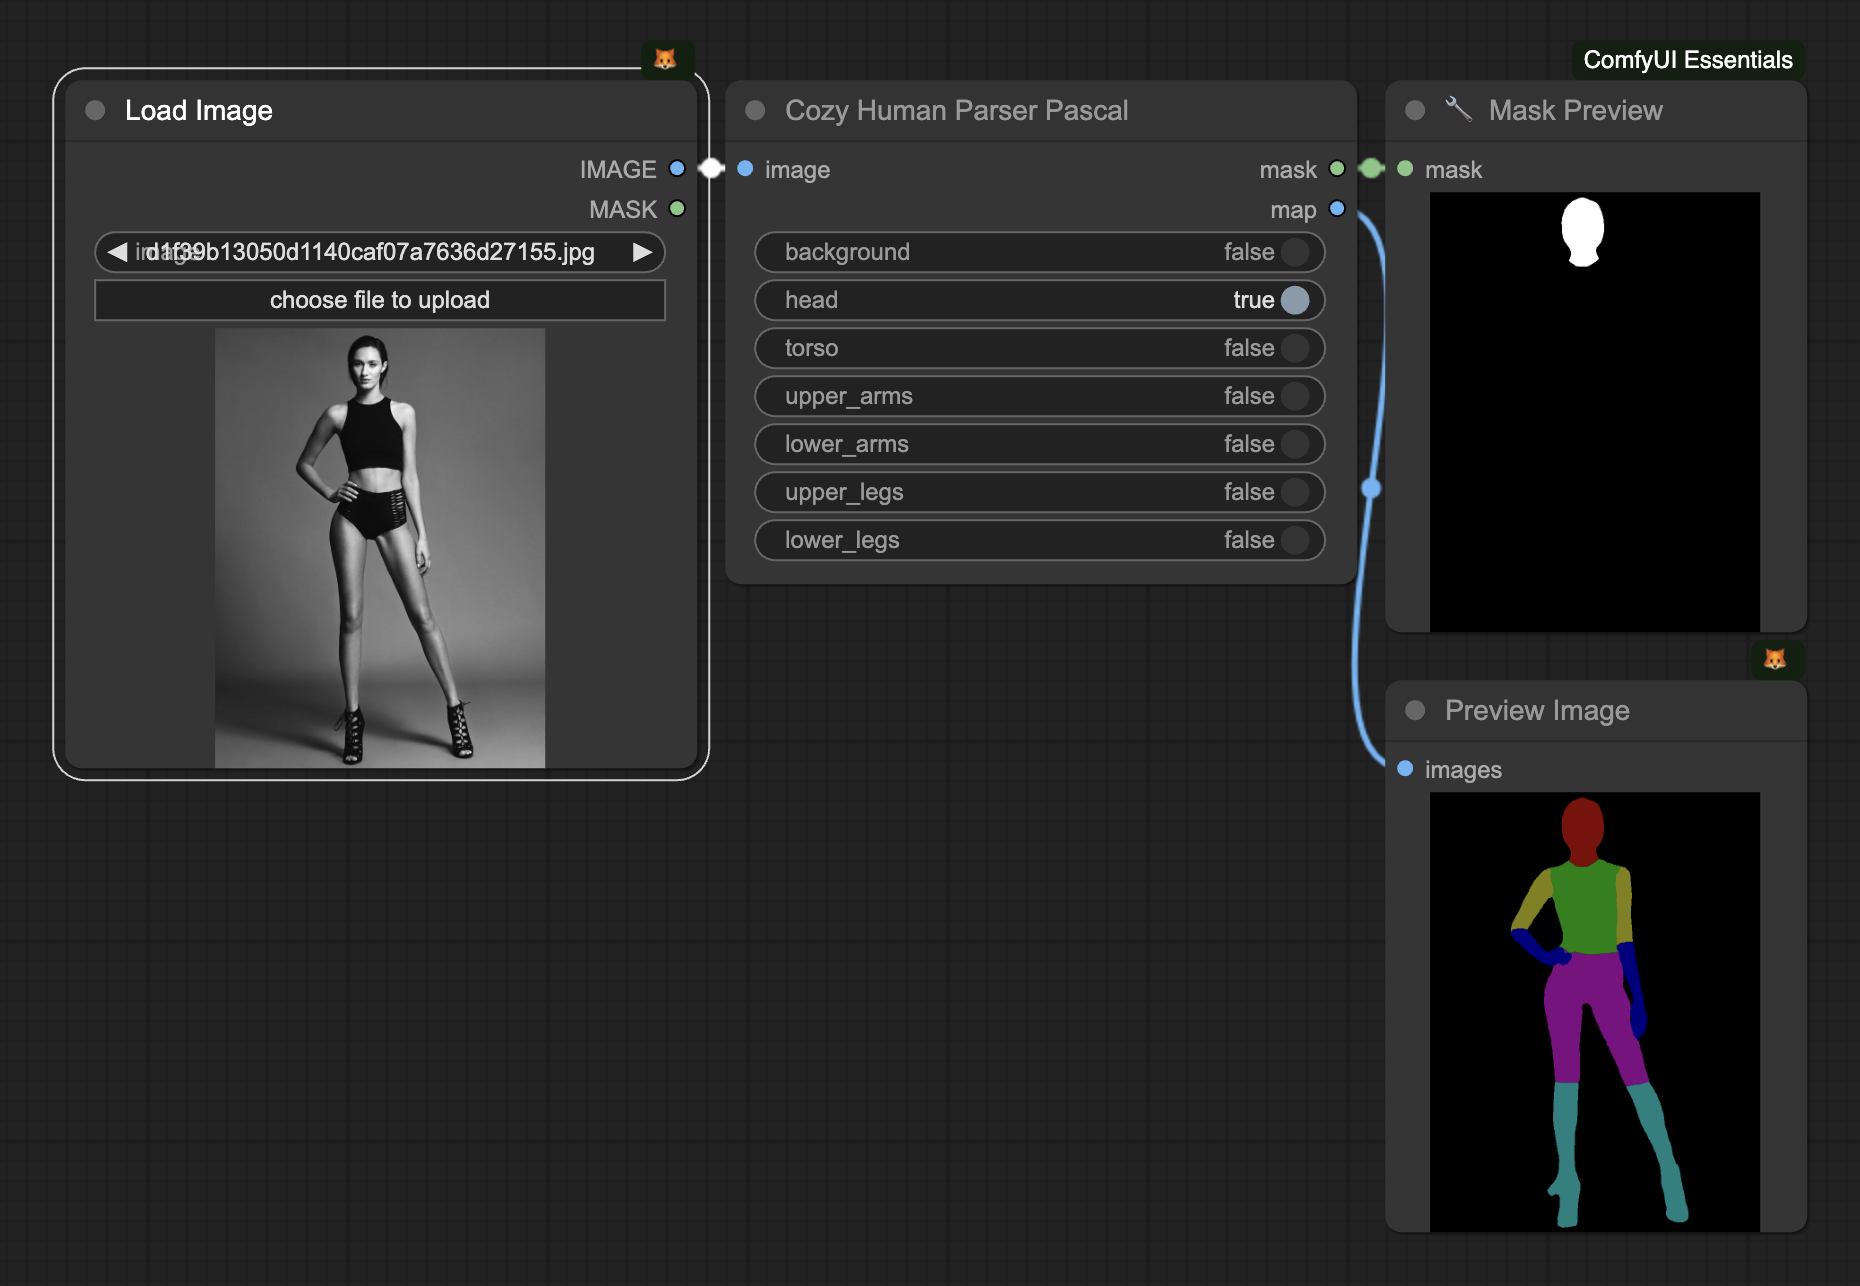 Load Image
IMAGE
MASK
d1f39b13050d1140caf07a7636d27155.jpg
choose file to upload
Cozy Human Parser Pascal
image
mask
map
background false
head true
torso false
upper_arms false
lower_arms false
upper_legs false
lower_legs false
ComfyUI Essentials
Mask Preview
mask
Preview Image
images